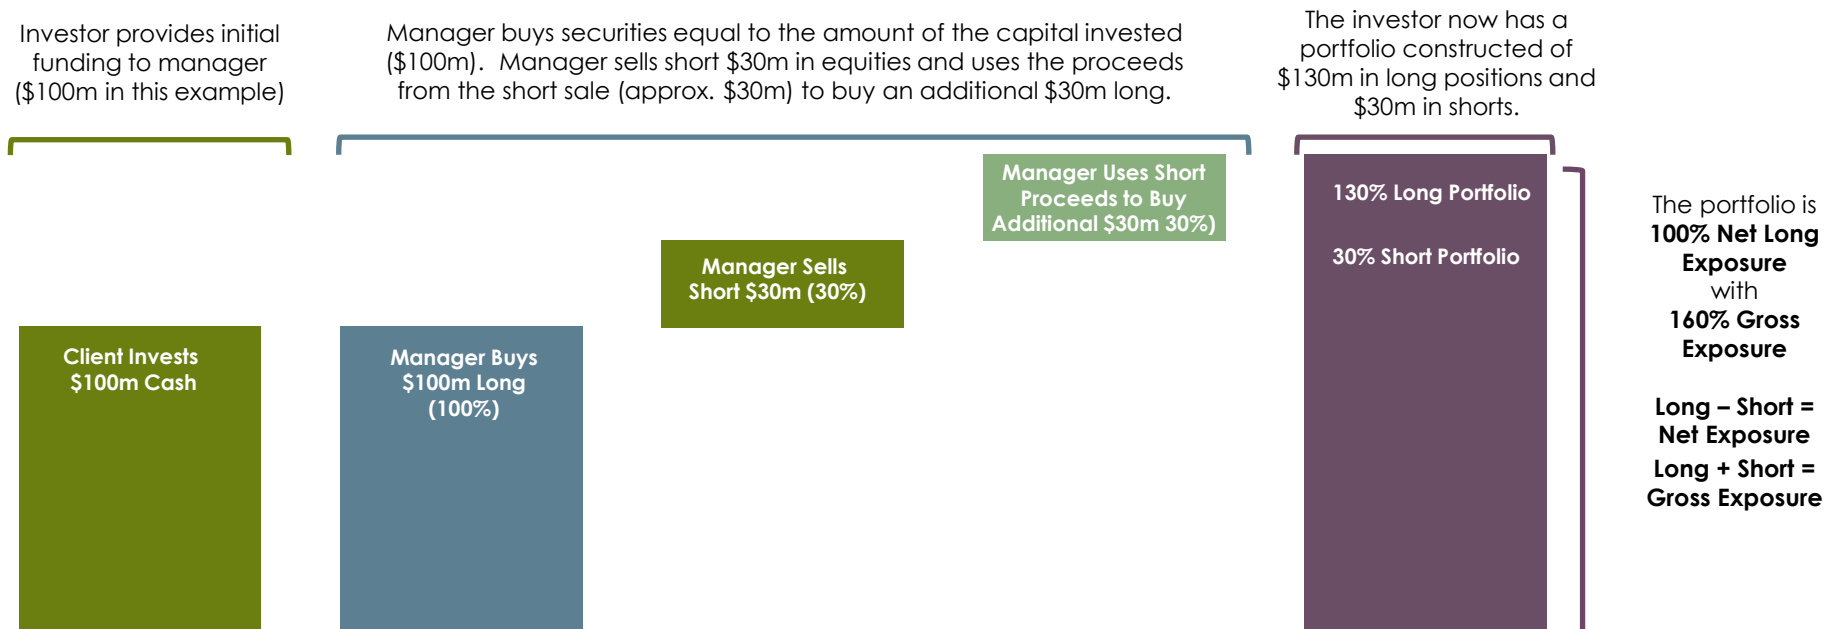 Investor provides initial
funding to manager
($100m in this example)
Manager buys securities equal to the amount of the capital invested
($100m).  Manager sells short $30m in equities and uses the proceeds
from the short sale (approx. $30m) to buy an additional $30m long.
The investor now has a
portfolio constructed of
$130m in long positions and
$30m in shorts.
Client Invests
$100m Cash
Manager Buys
$100m Long
(100%)
Manager Sells
Short $30m (30%)
Manager Uses Short
Proceeds to Buy
Additional $30m 30%)
130% Long Portfolio
30% Short Portfolio
The portfolio is
100% Net Long
Exposure
with
160% Gross
Exposure
Long – Short =
Net Exposure
Long + Short =
Gross Exposure